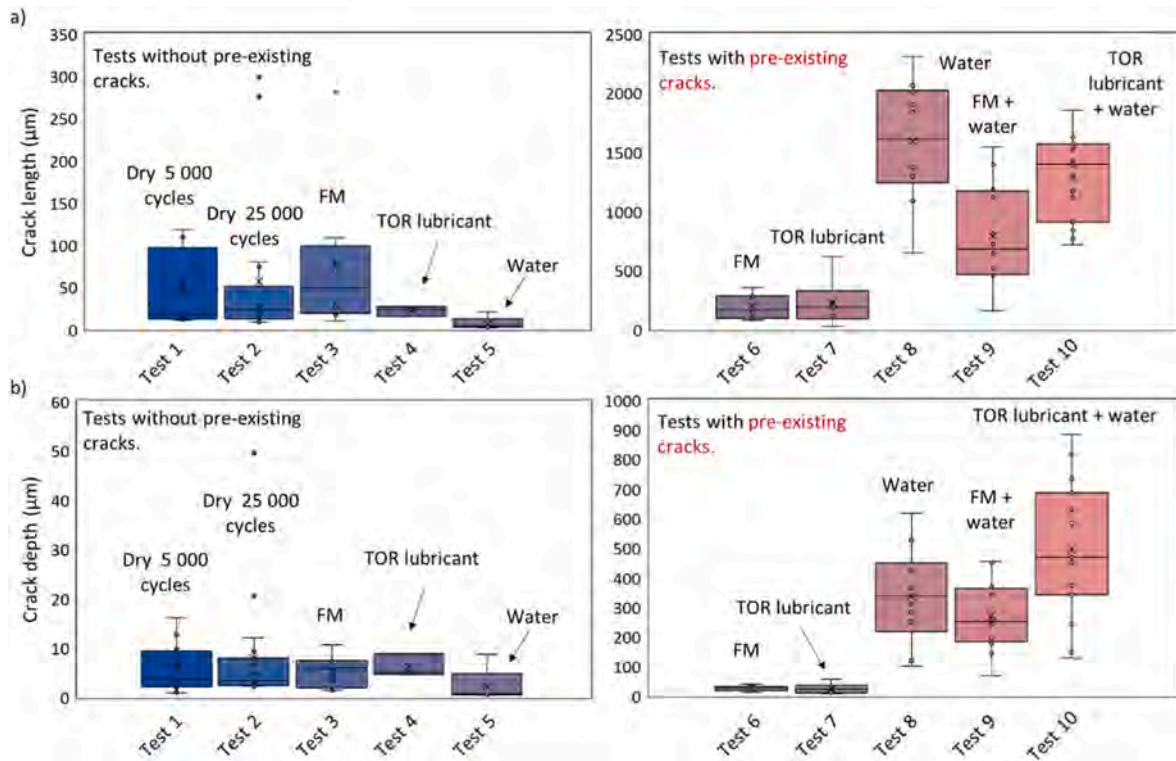 a)
Crack length (μm)
350
300
250
200
150
100
50
0
Tests without pre-existing
cracks.
Dry 5 000
cycles
Dry 25 000
cycles
FM
TOR lubricant
Water
Test 1
Test 2
Test 3
Test 4
Test 5
2500
2000
1500
1000
500
0
Tests with pre-existing
cracks.
FM
TOR lubricant
Water
FM +
water
TOR
lubricant
+ water
Test 6
Test 7
Test 8
Test 9
Test 10
b)
Crack depth (μm)
60
50
40
30
20
10
0
Tests without pre-existing
cracks.
Dry 5 000
cycles
Dry 25 000
cycles
FM
TOR lubricant
Water
Test 1
Test 2
Test 3
Test 4
Test 5
1000
900
800
700
600
500
400
300
200
100
0
Tests with pre-existing
cracks.
FM
TOR lubricant
Water
FM +
water
TOR lubricant + water
Test 6
Test 7
Test 8
Test 9
Test 10